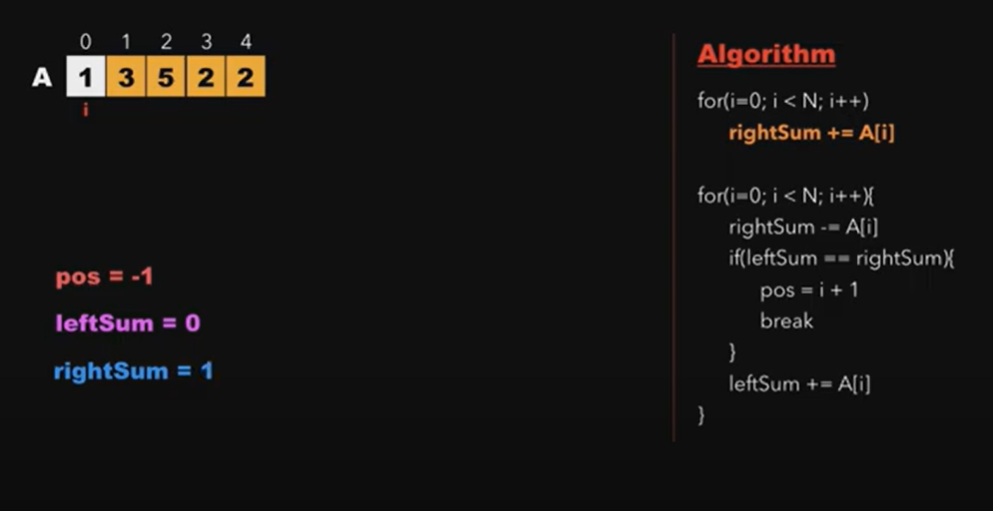 0 1 2 3 4
A 1 3 5 2 2
i
pos = -1
leftSum = 0
rightSum = 1
Algorithm
for(i=0; i < N; i++)
rightSum += A[i]
for(i=0; i < N; i++){
rightSum -= A[i]
if(leftSum == rightSum){
pos = i + 1
break
}
leftSum += A[i]
}